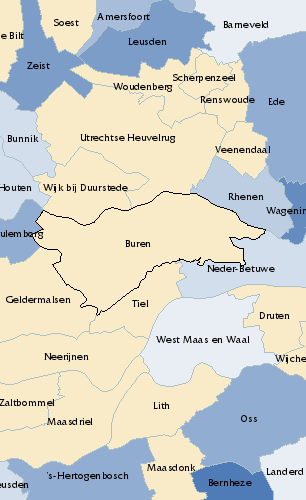 Soest
Amersfoort
Barneveld
e Bilt
Leusden
Zeist
Scherpenzeel
Woudenberg
Renswoude
Ede
Bunnik
Utrechtse Heuvelrug
Veenendaal
Houten
Wijk bij Duurstede
Rhenen
Wagenin
ulemborg
Buren
Neder-Betuwe
Geldermalsen
Tiel
Druten
West Maas en Waal
Neerijnen
Wijche
Zaltbommel
Lith
Maasdriel
Oss
Maasdonk
Landerd
's-Hertogenbosch
eusden
Bernheze